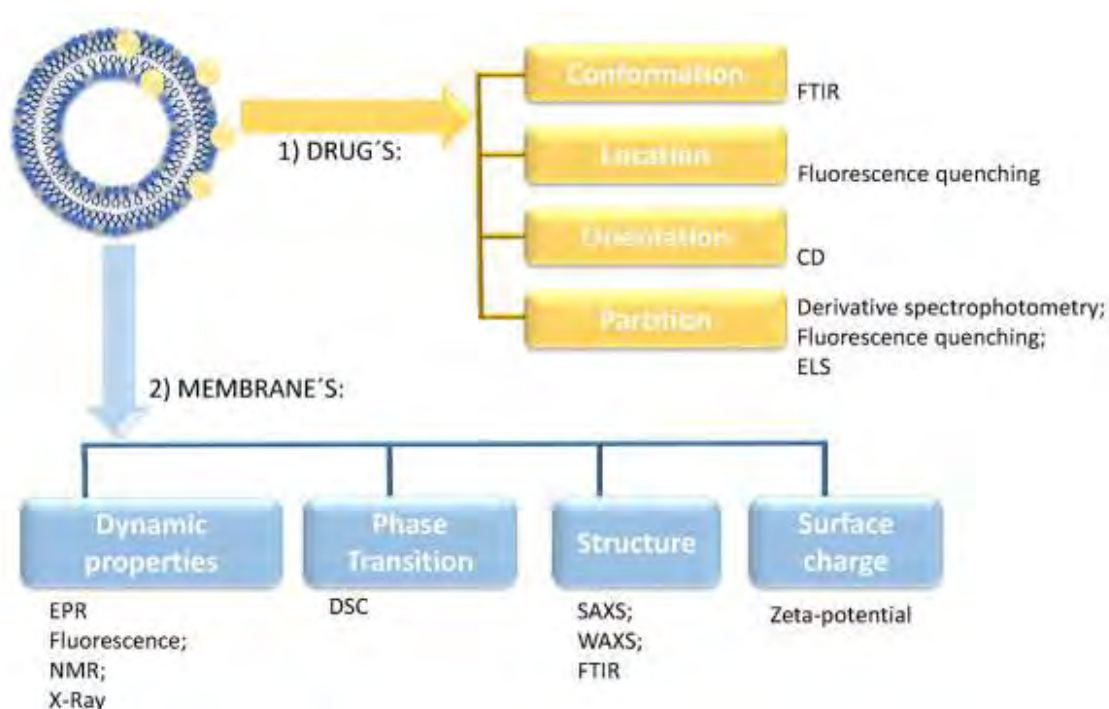 1) DRUG´S:
Conformation
FTIR
Location
Fluorescence quenching
Orientation
CD
Partition
Derivative spectrophotometry;
Fluorescence quenching;
ELS
2) MEMBRANE´S:
Dynamic
properties
EPR
Fluorescence;
NMR;
X-Ray
Phase
Transition
DSC
Structure
SAXS;
WAXS;
FTIR
Surface
charge
Zeta-potential